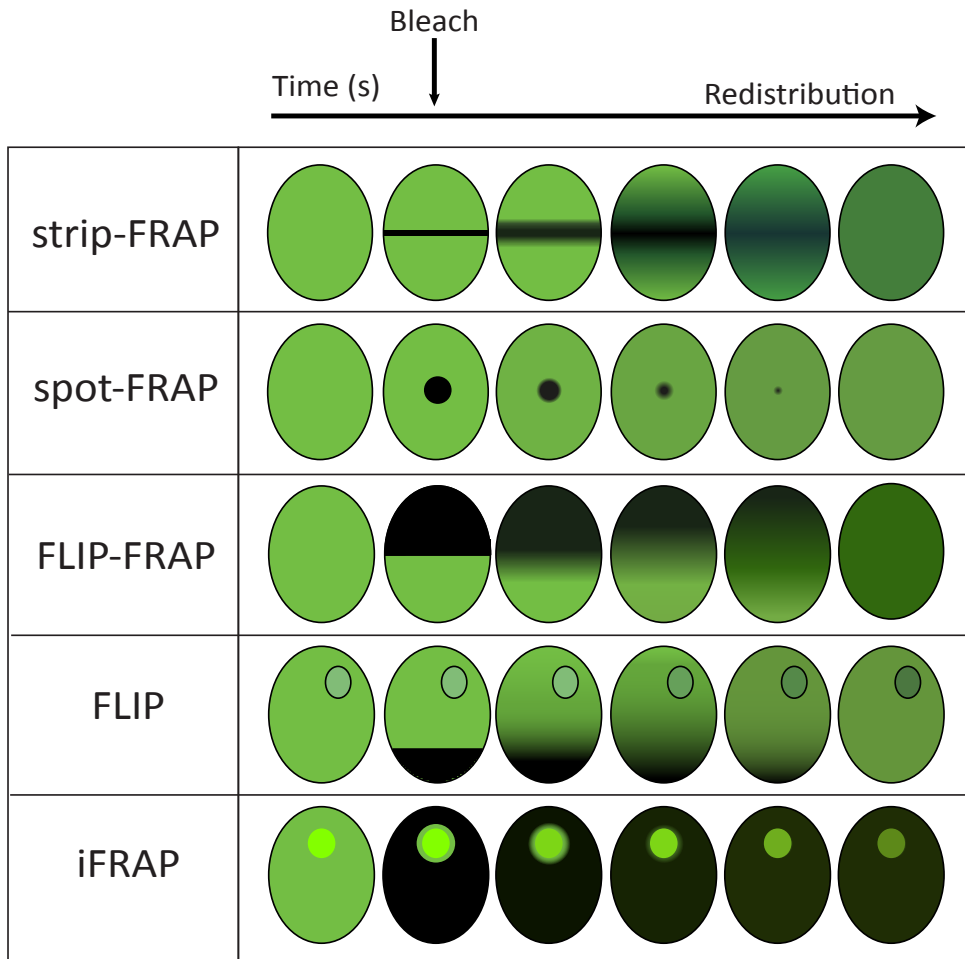 Bleach
Time (s)
Redistribution
strip-FRAP
spot-FRAP
FLIP-FRAP
FLIP
iFRAP